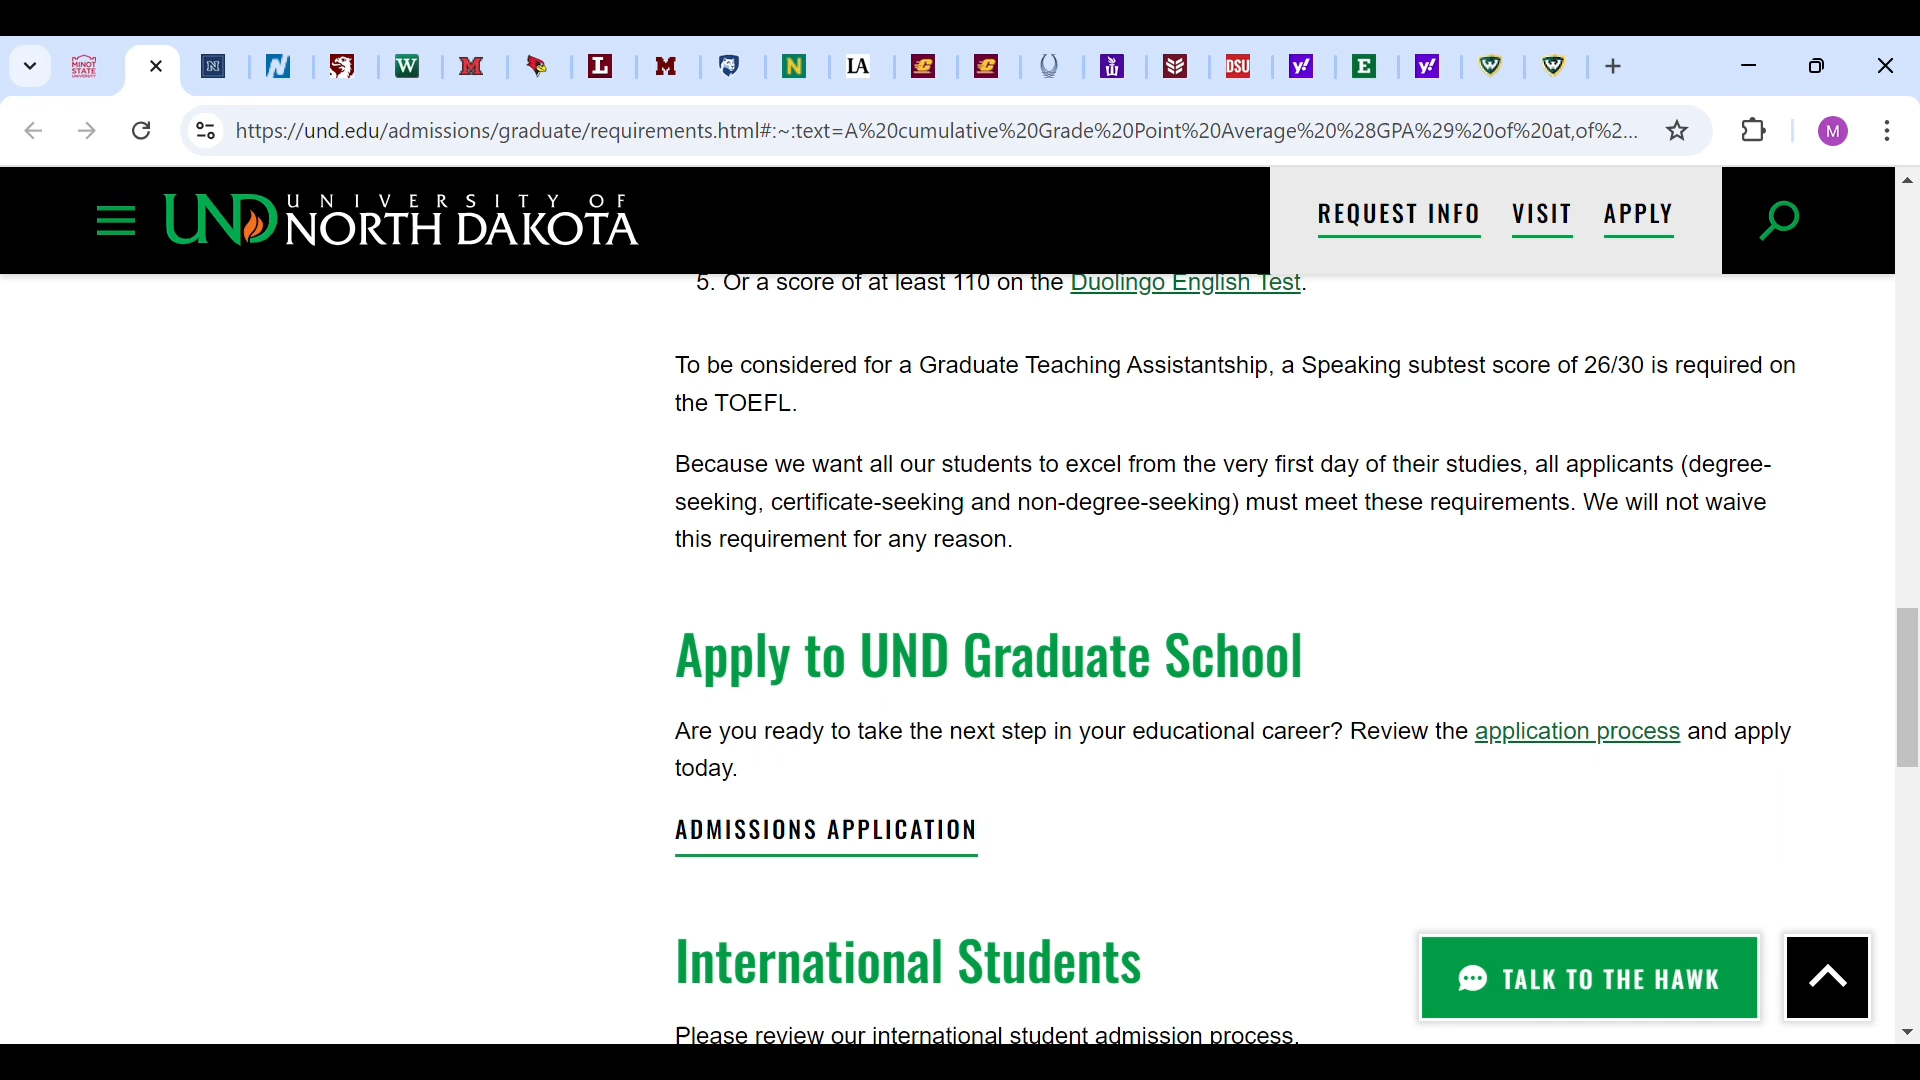 MINOT
STATE
N
N
W
M
L
M
N
LA
C
C
W
DSU
y!
E
y!
W
W
https://und.edu/admissions/graduate/requirements.html#:~:text=A%20cumulative%20Grade%20Point%20Average%20%28GPA%29%20of%20at,of%2...
M
UND UNIVERSITY OF
NORTH DAKOTA
REQUEST INFO VISIT APPLY
5. Or a score of at least 110 on the Duolingo English Test.
To be considered for a Graduate Teaching Assistantship, a Speaking subtest score of 26/30 is required on
the TOEFL.
Because we want all our students to excel from the very first day of their studies, all applicants (degree-
seeking, certificate-seeking and non-degree-seeking) must meet these requirements. We will not waive
this requirement for any reason.
Apply to UND Graduate School
Are you ready to take the next step in your educational career? Review the application process and apply
today.
ADMISSIONS APPLICATION
International Students
TALK TO THE HAWK
Please review our international student admission process.